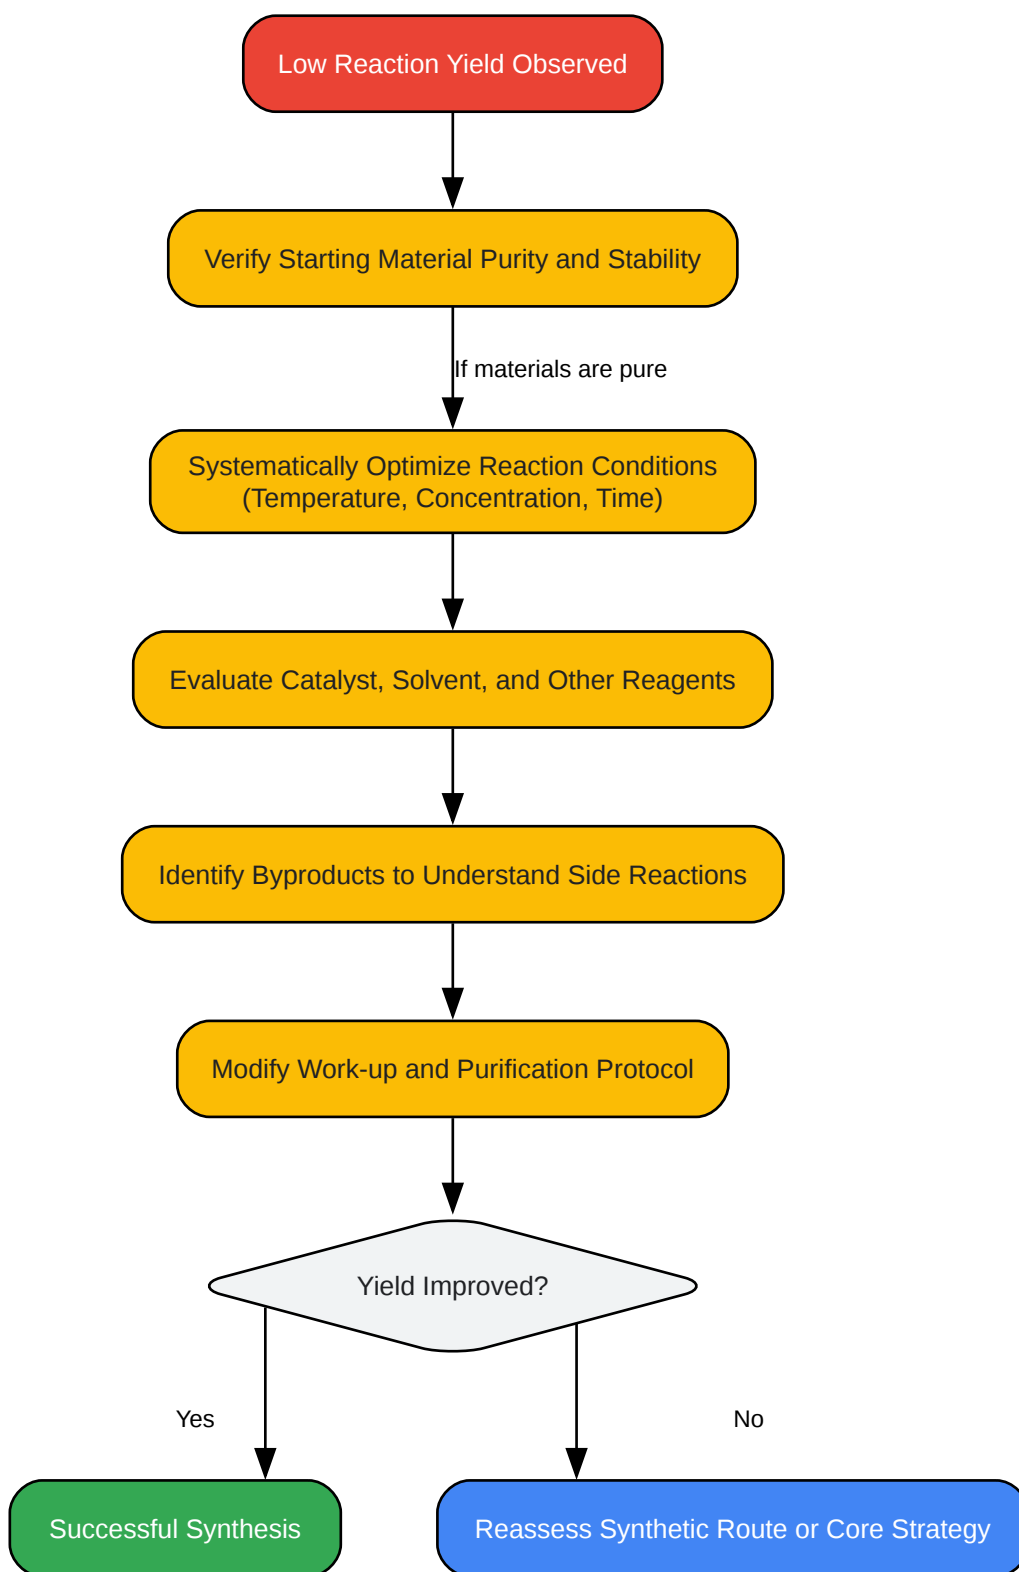 Low Reaction Yield Observed
Verify Starting Material Purity and Stability
If materials are pure
Systematically Optimize Reaction Conditions
(Temperature, Concentration, Time)
Evaluate Catalyst, Solvent, and Other Reagents
Identify Byproducts to Understand Side Reactions
Modify Work-up and Purification Protocol
Yield Improved?
Yes
No
Successful Synthesis
Reassess Synthetic Route or Core Strategy